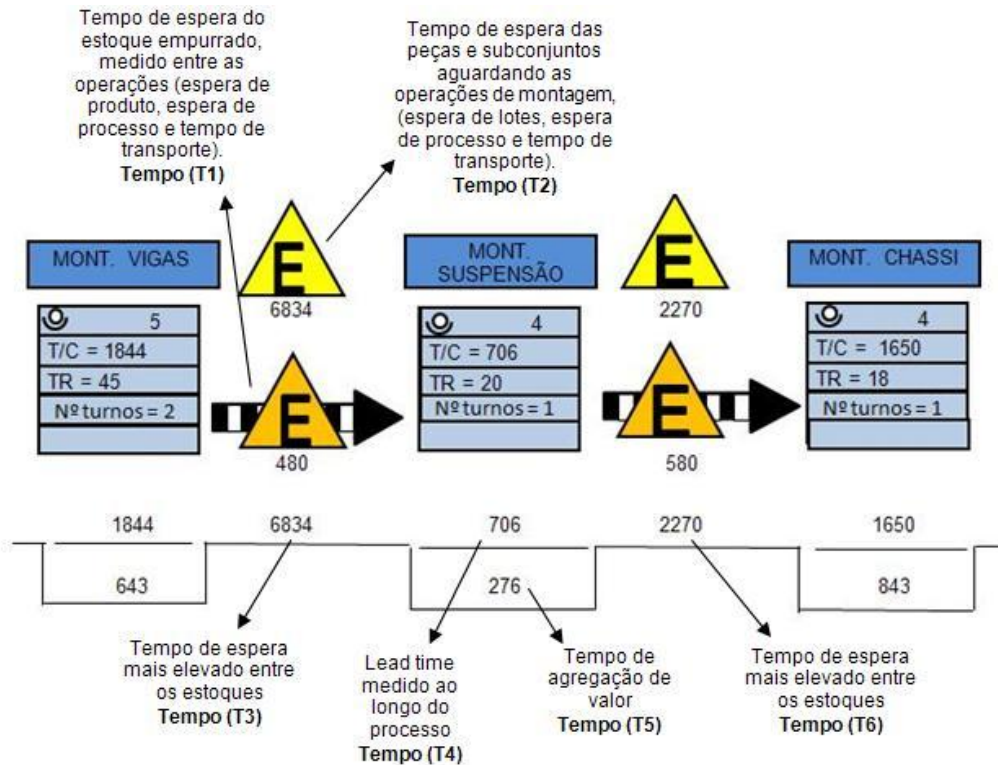 Tempo de espera do
estoque empurrado,
medido entre as
operações (espera de
produto, espera de
processo e tempo de
transporte).
Tempo (T1)
Tempo de espera das
peças e subconjuntos
aguardando as
operações de montagem,
(espera de lotes, espera
de processo e tempo de
transporte).
Tempo (T2)
MONT. VIGAS
E
6834
MONT.
SUSPENSÃO
E
2270
MONT. CHASSI
5
T/C = 1844
TR = 45
Nº turnos = 2
E
480
4
T/C = 706
TR = 20
Nº turnos = 1
E
580
4
T/C = 1650
TR = 18
Nº turnos = 1
1844
6834
706
2270
1650
643
276
843
Tempo de espera
mais elevado entre
os estoques
Tempo (T3)
Lead time
medido ao
longo do
processo
Tempo (T4)
Tempo de
agregação de
valor
Tempo (T5)
Tempo de espera
mais elevado entre
os estoques
Tempo (T6)